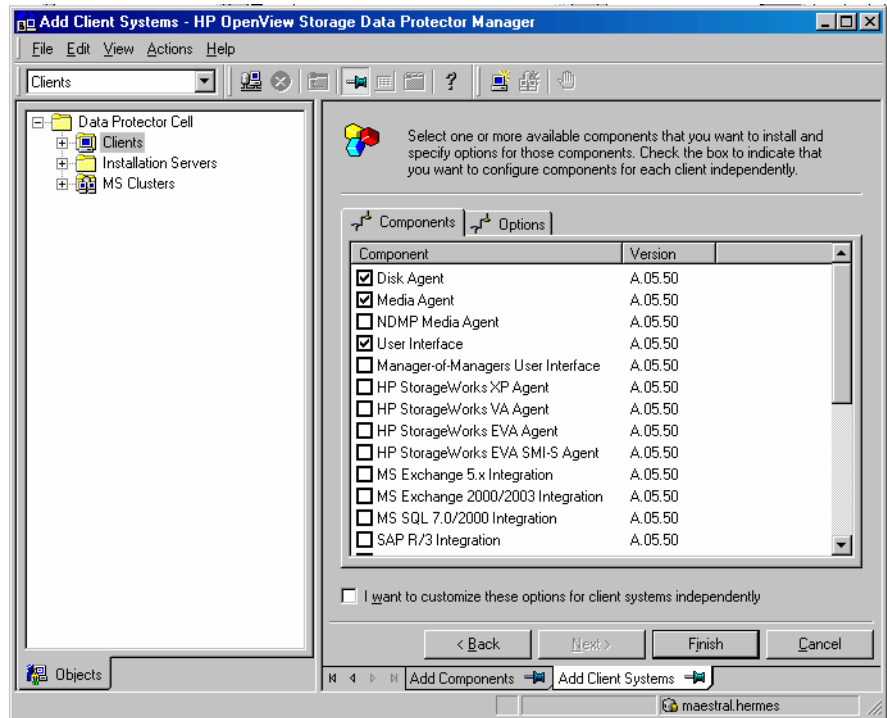 Add Client Systems - HP OpenView Storage Data Protector Manager
File Edit View Actions Help
Clients
Data Protector Cell
Clients
Installation Servers
MS Clusters
Select one or more available components that you want to install and
specify options for those components. Check the box to indicate that
you want to configure components for each client independently.
Components Options
Component Version
Disk Agent A.05.50
Media Agent A.05.50
NDMP Media Agent A.05.50
User Interface A.05.50
Manager-of-Managers User Interface A.05.50
HP StorageWorks XP Agent A.05.50
HP StorageWorks VA Agent A.05.50
HP StorageWorks EVA Agent A.05.50
HP StorageWorks EVA SMI-S Agent A.05.50
MS Exchange 5.x Integration A.05.50
MS Exchange 2000/2003 Integration A.05.50
MS SQL 7.0/2000 Integration A.05.50
SAP R/3 Integration A.05.50
I want to customize these options for client systems independently
< Back Next > Finish Cancel
Objects
Add Components Add Client Systems
maestral.hermes